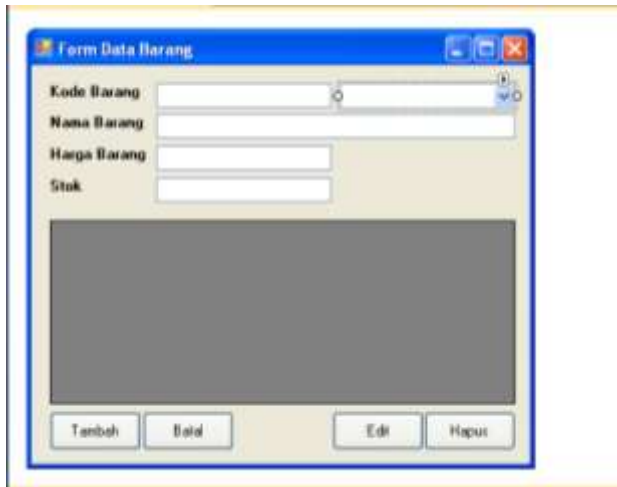 Form Data Barang
Kode Barang
Nama Barang
Harga Barang
Stok
Tambah Batal Edit Hapus